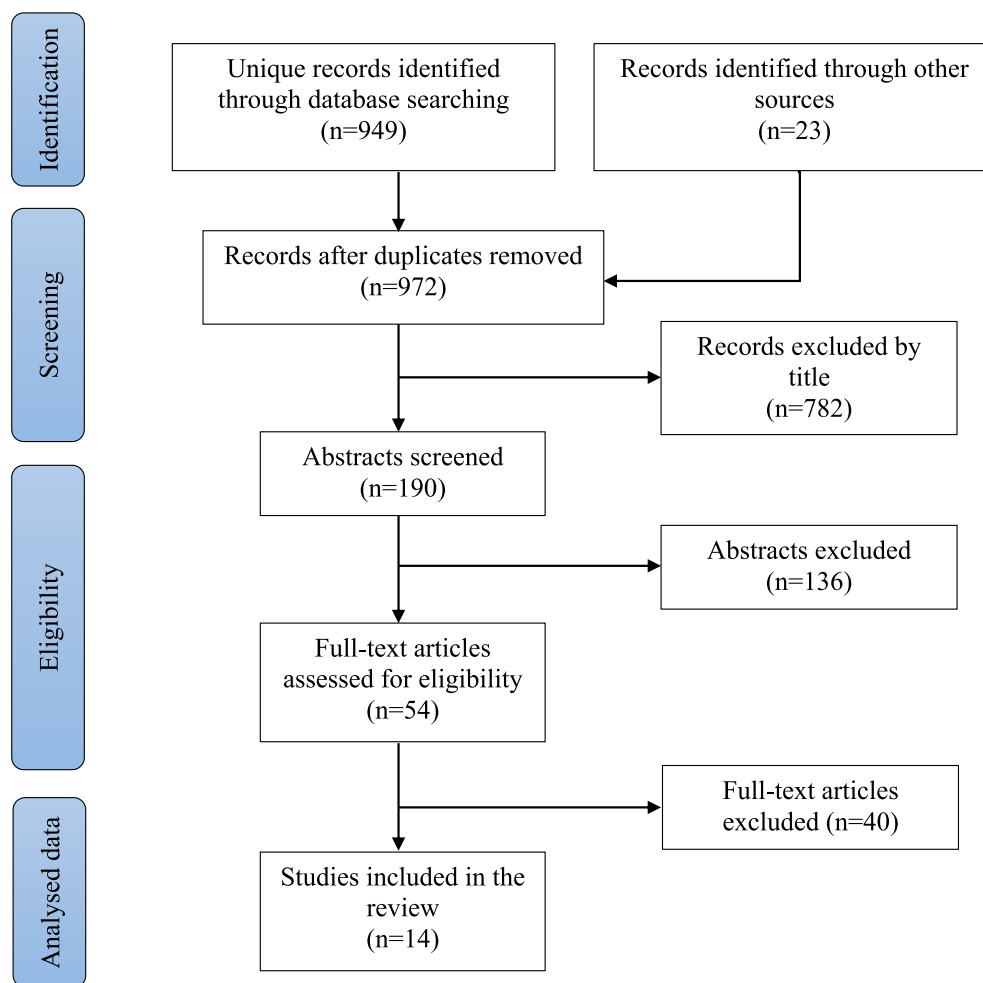 Identification
Unique records identified
through database searching
(n=949)
Records identified through other
sources
(n=23)
Screening
Records after duplicates removed
(n=972)
Records excluded by
title
(n=782)
Abstracts screened
(n=190)
Eligibility
Abstracts excluded
(n=136)
Full-text articles
assessed for eligibility
(n=54)
Full-text articles
excluded (n=40)
Analysed data
Studies included in the
review
(n=14)